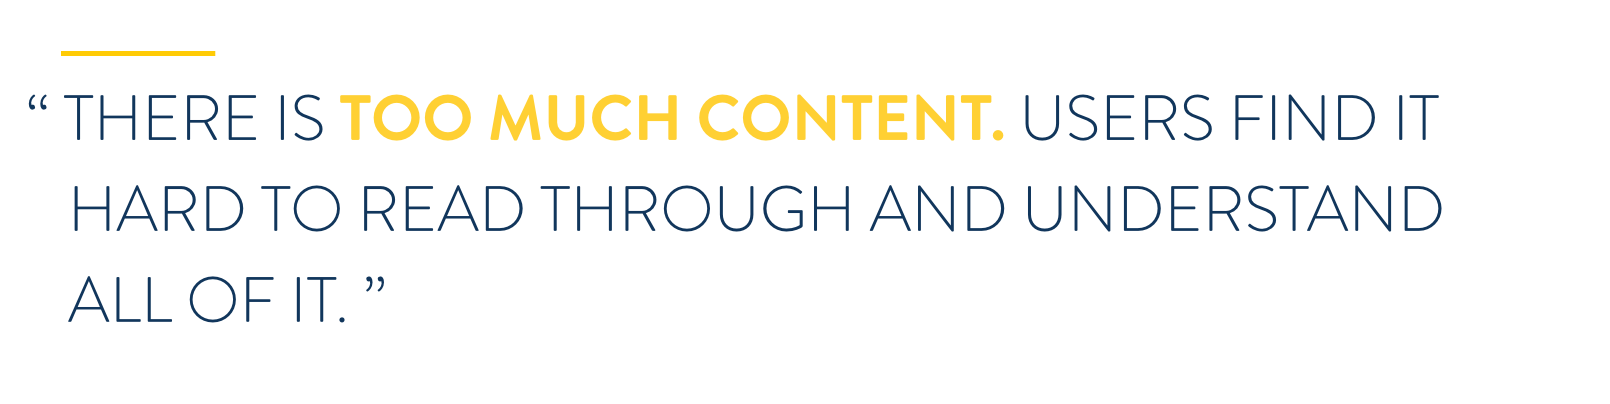 “ THERE IS TOO MUCH CONTENT. USERS FIND IT
HARD TO READ THROUGH AND UNDERSTAND
ALL OF IT. ”